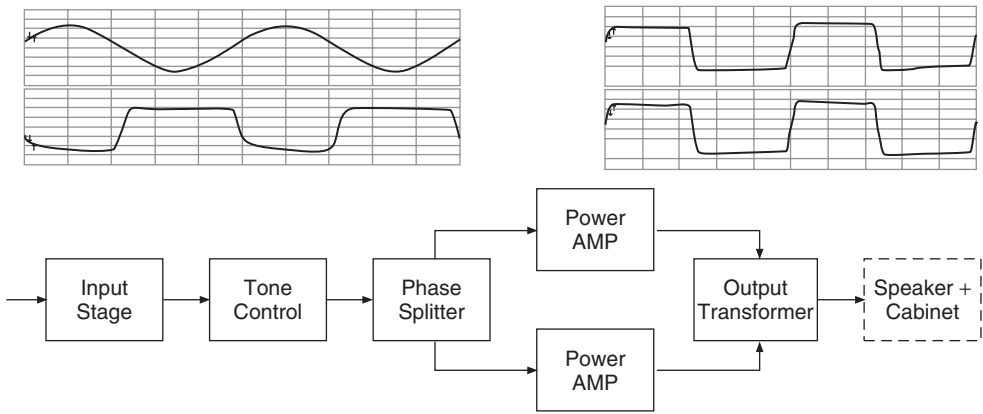 Input
Stage
Tone
Control
Phase
Splitter
Power
AMP
Power
AMP
Output
Transformer
Speaker +
Cabinet